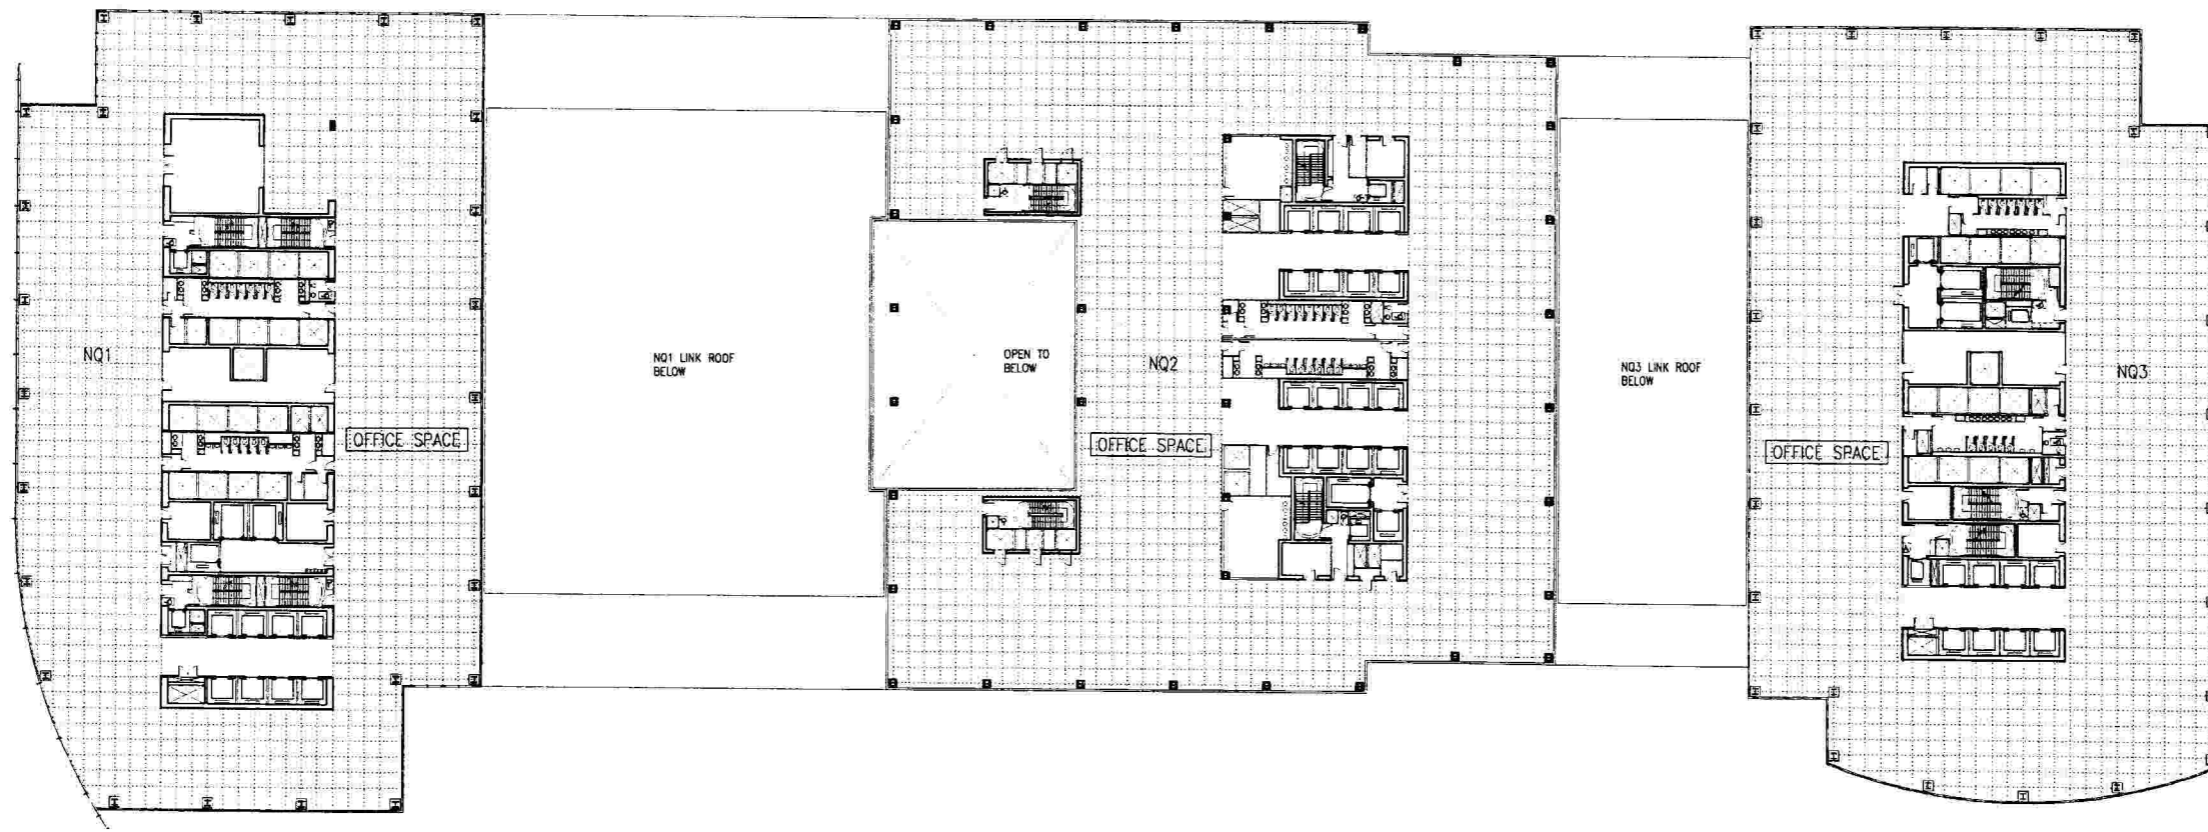 NQ1
NQ1 LINK ROOF
BELOW
OPEN TO
BELOW
NQ2
NQ3 LINK ROOF
BELOW
NQ3
OFFICE SPACE
OFFICE SPACE
OFFICE SPACE